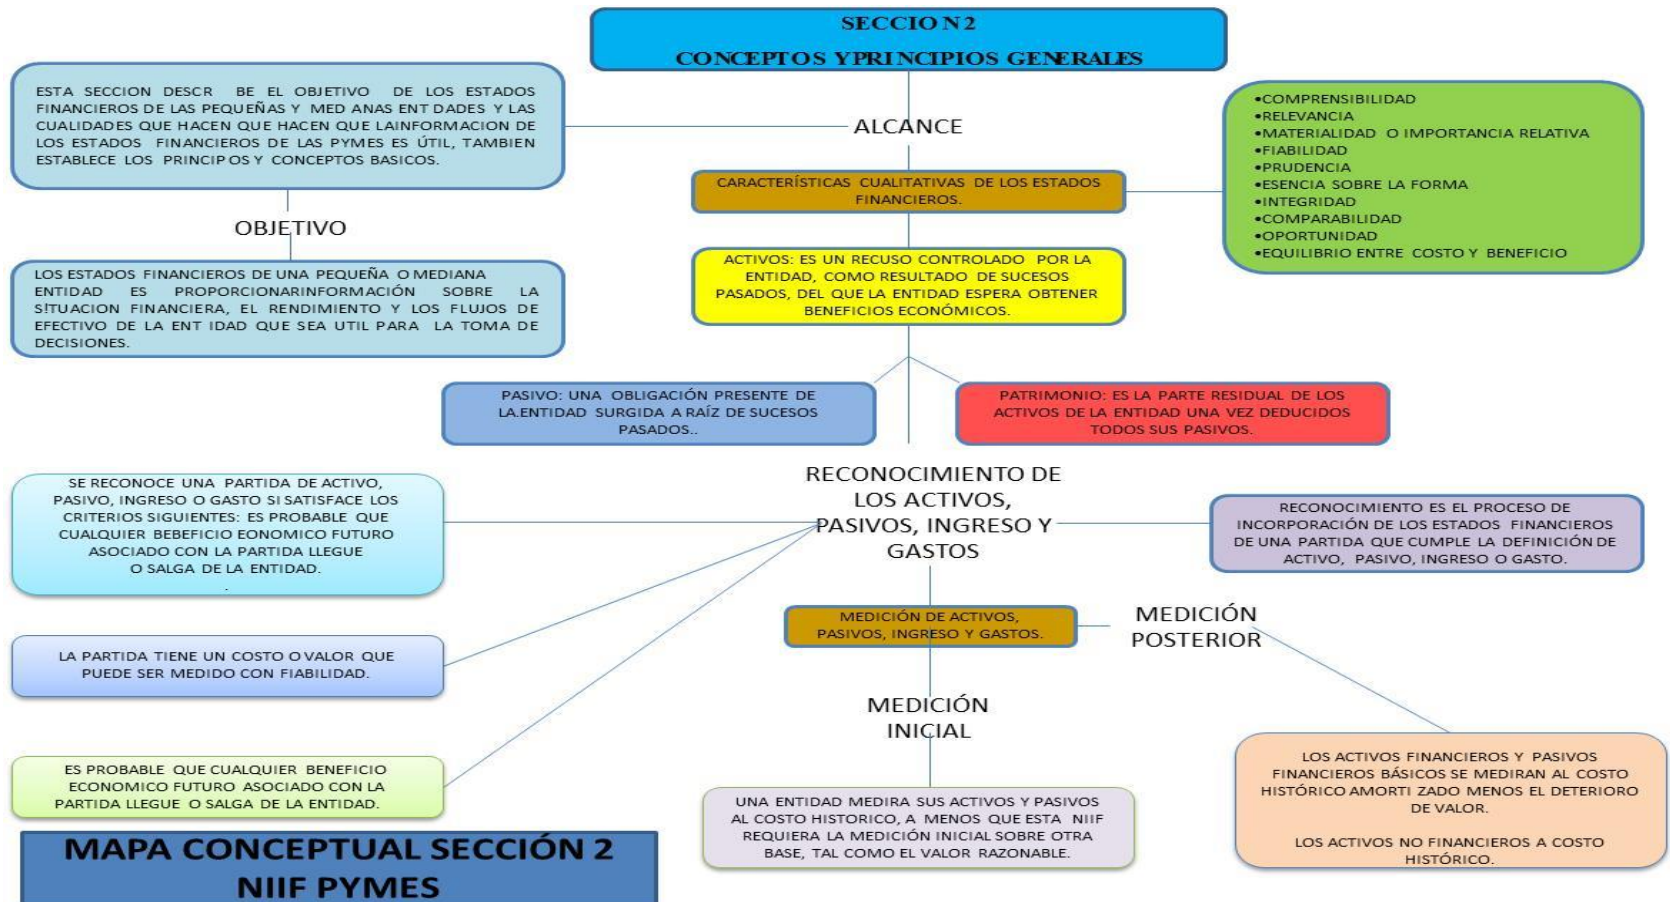 SECCIO N 2
CONCEPTOS YPRINCIPIOS GENERALES
ESTA SECCION DESCR BE EL OBJETIVO DE LOS ESTADOS
FINANCIEROS DE LAS PEQUEÑAS Y MED ANAS ENT DADES Y LAS
CUALIDADES QUE HACEN QUE HACEN QUE LAINFORMACION DE
LOS ESTADOS FINANCIEROS DE LAS PYMES ES ÚTIL, TAMBIEN
ESTABLECE LOS PRINCIP OS Y CONCEPTOS BASICOS.
ALCANCE
•COMPRENSIBILIDAD
•RELEVANCIA
•MATERIALIDAD O IMPORTANCIA RELATIVA
•FIABILIDAD
•PRUDENCIA
•ESENCIA SOBRE LA FORMA
•INTEGRIDAD
•COMPARABILIDAD
•OPORTUNIDAD
•EQUILIBRIO ENTRE COSTO Y BENEFICIO
CARACTERÍSTICAS CUALITATIVAS DE LOS ESTADOS
FINANCIEROS.
OBJETIVO
LOS ESTADOS FINANCIEROS DE UNA PEQUEÑA O MEDIANA
ENTIDAD ES PROPORCIONARINFORMACIÓN SOBRE LA
S!TUACION FINANCIERA, EL RENDIMIENTO Y LOS FLUJOS DE
EFECTIVO DE LA ENT IDAD QUE SEA UTIL PARA LA TOMA DE
DECISIONES.
ACTIVOS: ES UN RECUSO CONTROLADO POR LA
ENTIDAD, COMO RESULTADO DE SUCESOS
PASADOS, DEL QUE LA ENTIDAD ESPERA OBTENER
BENEFICIOS ECONÓMICOS.
PASIVO: UNA OBLIGACIÓN PRESENTE DE
LA.ENTIDAD SURGIDA A RAÍZ DE SUCESOS
PASADOS..
PATRIMONIO: ES LA PARTE RESIDUAL DE LOS
ACTIVOS DE LA ENTIDAD UNA VEZ DEDUCIDOS
TODOS SUS PASIVOS.
SE RECONOCE UNA PARTIDA DE ACTIVO,
PASIVO, INGRESO O GASTO SI SATISFACE LOS
CRITERIOS SIGUIENTES: ES PROBABLE QUE
CUALQUIER BEBEFICIO EONOMICO FUTURO
ASOCIADO CON LA PARTIDA LLEGUE
O SALGA DE LA ENTIDAD.
.
RECONOCIMIENTO DE
LOS ACTIVOS,
PASIVOS, INGRESO Y
GASTOS
RECONOCIMIENTO ES EL PROCESO DE
INCORPORACIÓN DE LOS ESTADOS FINANCIEROS
DE UNA PARTIDA QUE CUMPLE LA DEFINICIÓN DE
ACTIVO, PASIVO, INGRESO O GASTO.
MEDICIÓN DE ACTIVOS,
PASIVOS, INGRESO Y GASTOS.
MEDICIÓN
POSTERIOR
LA PARTIDA TIENE UN COSTO O VALOR QUE
PUEDE SER MEDIDO CON FIABILIDAD.
MEDICIÓN
INICIAL
ES PROBABLE QUE CUALQUIER BENEFICIO
ECONOMICO FUTURO ASOCIADO CON LA
PARTIDA LLEGUE O SALGA DE LA ENTIDAD.
UNA ENTIDAD MEDIRA SUS ACTIVOS Y PASIVOS
AL COSTO HISTORICO, A MENOS QUE ESTA NIIF
REQUIERA LA MEDICIÓN INICIAL SOBRE OTRA
BASE, TAL COMO EL VALOR RAZONABLE.
LOS ACTIVOS FINANCIEROS Y PASIVOS
FINANCIEROS BÁSICOS SE MEDIRAN AL COSTO
HISTÓRICO AMORTI ZADO MENOS EL DETERIORO
DE VALOR.
LOS ACTIVOS NO FINANCIEROS A COSTO
HISTÓRICO.
MAPA CONCEPTUAL SECCIÓN 2
NIIF PYMES